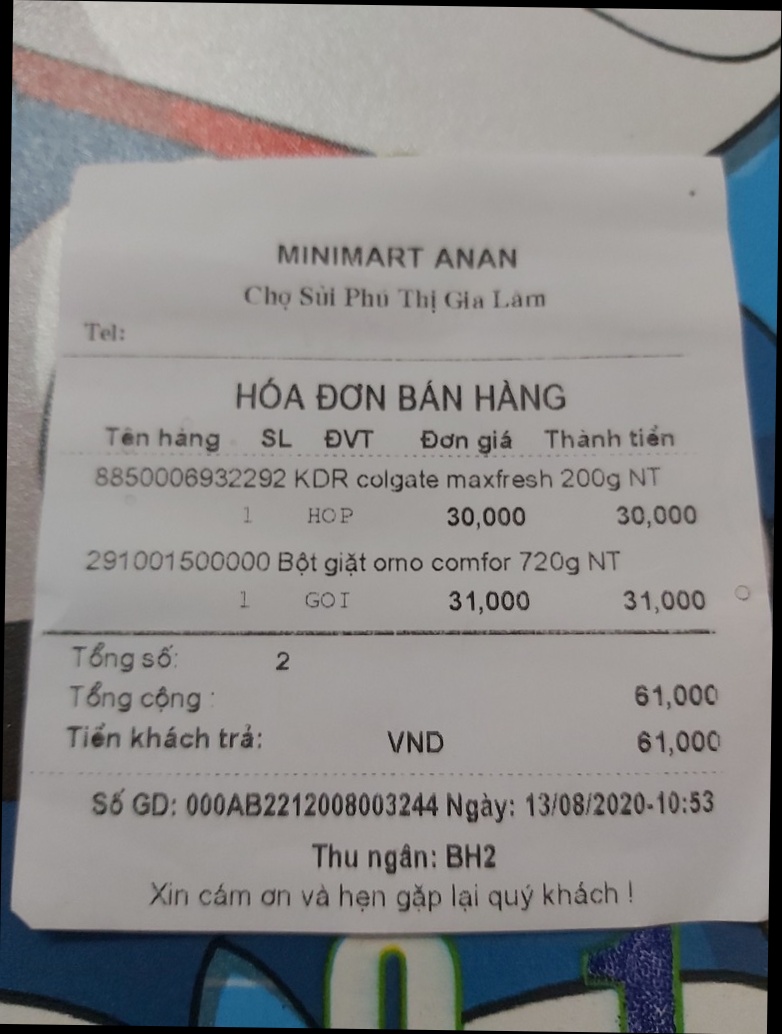 MINIMART ANAN
Chợ Sủi Phú Thị Gia Lâm
Tel:
HÓA ĐƠN BÁN HÀNG
Tên hàng SL ĐVT Đơn giá Thành tiền
8850006932292 KDR colgate maxfresh 200g NT
1 HOP 30,000 30,000
291001500000 Bột giặt omo comfor 720g NT
1 GOI 31,000 31,000
Tổng số: 2
Tổng cộng : 61,000
Tiền khách trả: VND 61,000
Số GD: 000AB2212008003244 Ngày: 13/08/2020-10:53
Thu ngân: BH2
Xin cám ơn và hẹn gặp lại quý khách !
0 1